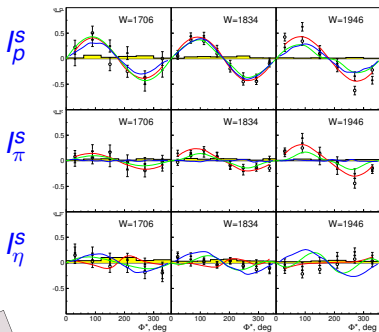 I^s_p
W=1706
W=1834
W=1946
0.5
0
-0.5
I^s_π
W=1706
W=1834
W=1946
0.5
0
-0.5
I^s_η
W=1706
W=1834
W=1946
0.5
0
-0.5
0 100 200 300 0 100 200 300 0 100 200 300
Φ*, deg Φ*, deg Φ*, deg